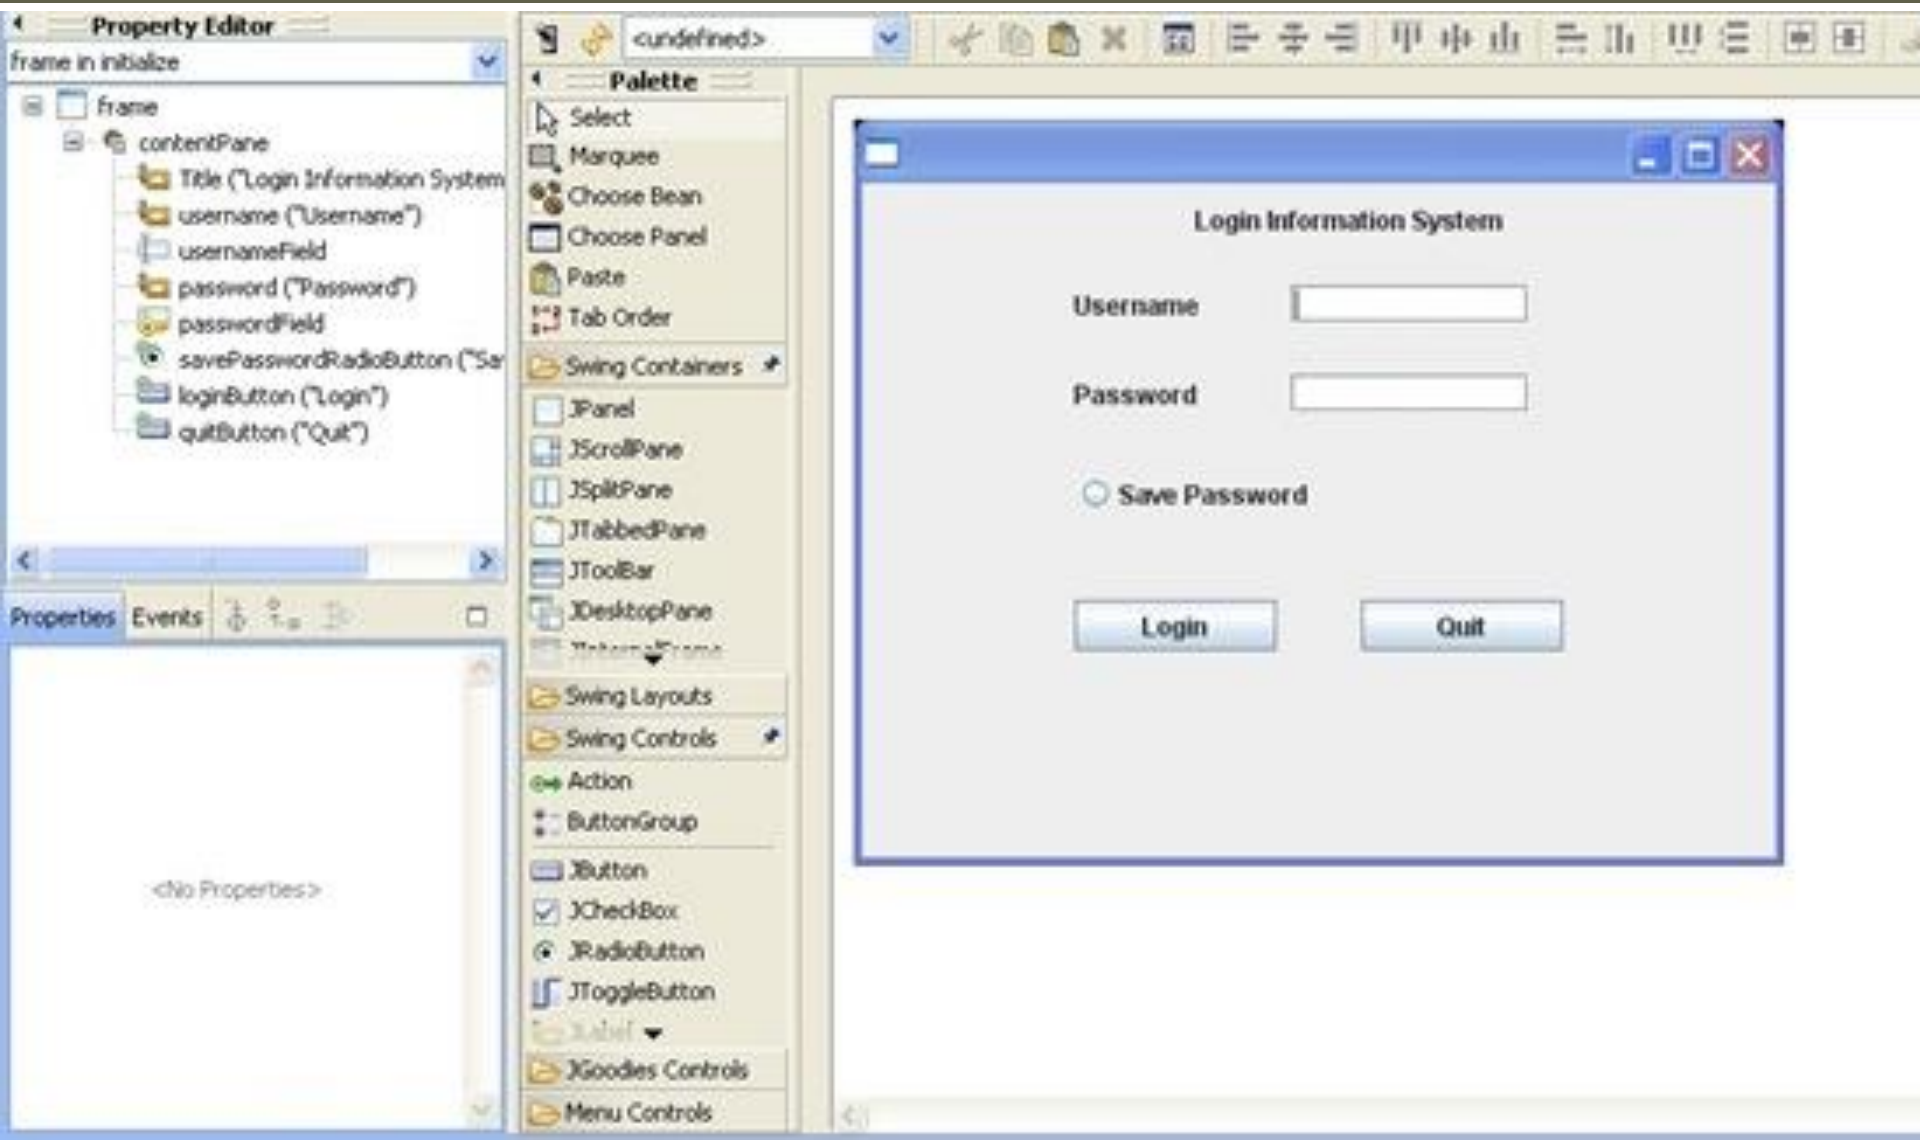 Property Editor
frame in initialize
frame
contentPane
Title ("Login Information System
username ("Username")
usernameField
password ("Password")
passwordField
savePasswordRadioButton ("Sa
loginButton ("Login")
quitButton ("Quit")
Properties Events
<No Properties>
<undefined>
Palette
Select
Marquee
Choose Bean
Choose Panel
Paste
Tab Order
Swing Containers
JPanel
JScrollPane
JSplitPane
JTabbedPane
JToolBar
JDesktopPane
JInternalFrame
Swing Layouts
Swing Controls
Action
ButtonGroup
JButton
JCheckBox
JRadioButton
JToggleButton
JLabel
JGoodies Controls
Menu Controls
Login Information System
Username
Password
Save Password
Login Quit